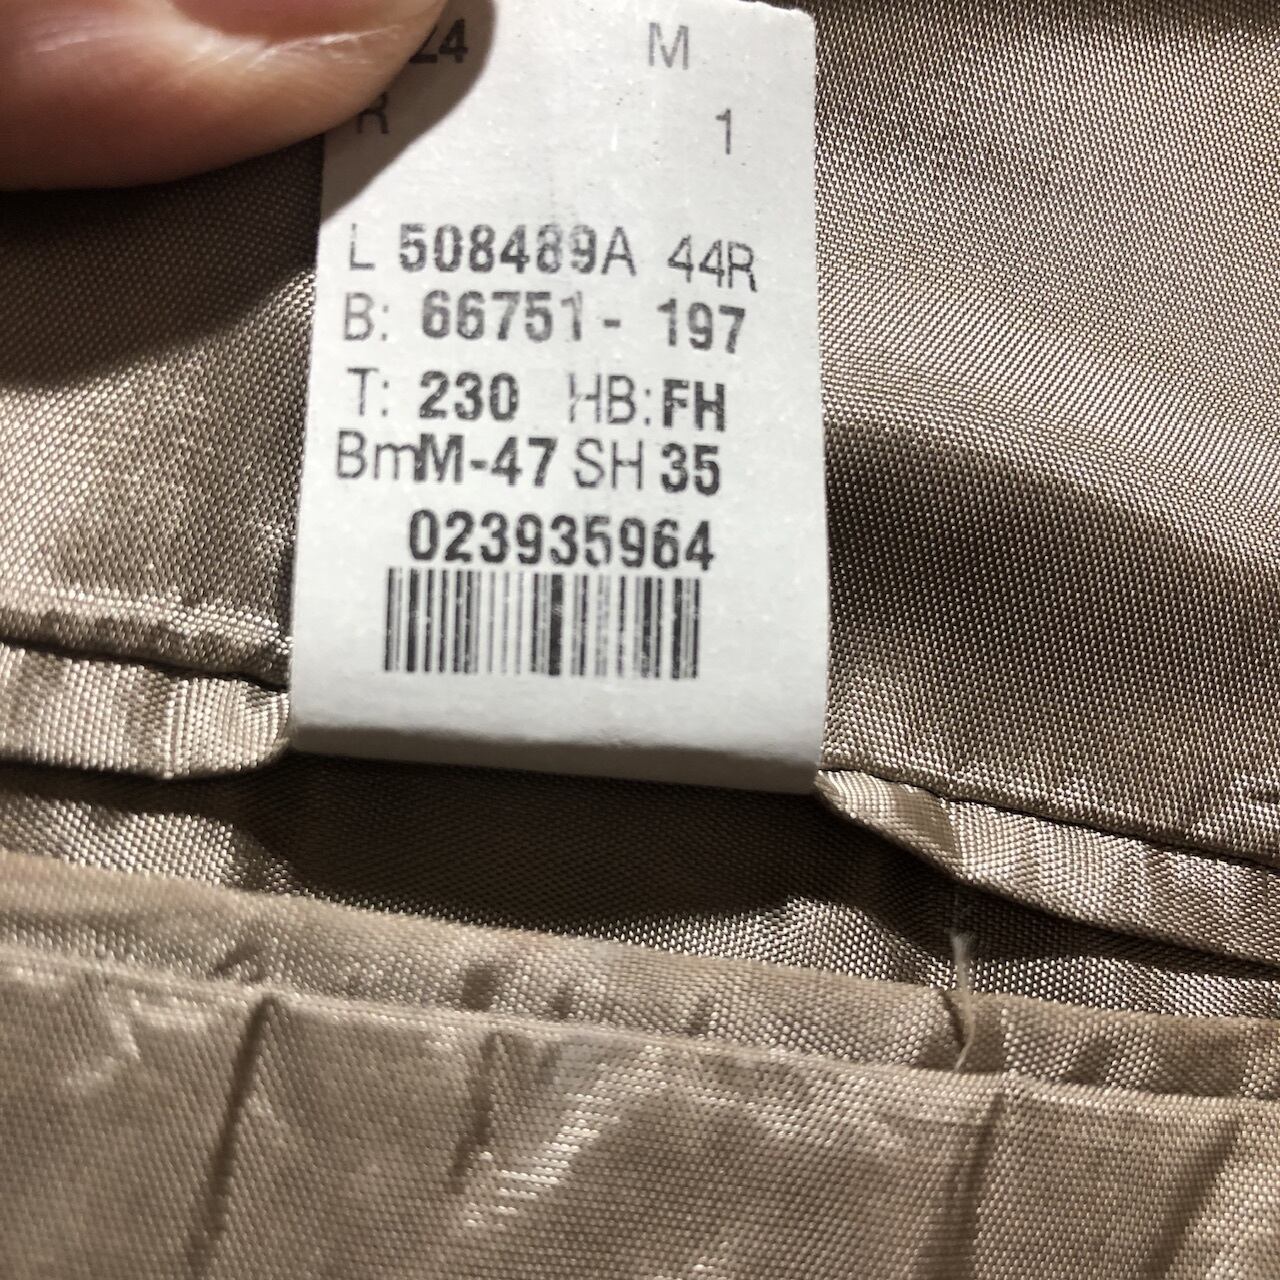 24 M
R 1
L 508489A 44R
B: 66751- 197
T: 230 HB:FH
BmM-47 SH 35
023935964